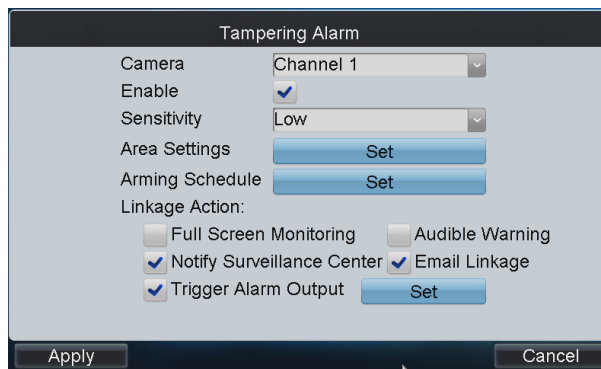 Tampering Alarm
Camera Channel 1
Enable
Sensitivity Low
Area Settings Set
Arming Schedule Set
Linkage Action:
Full Screen Monitoring Audible Warning
Notify Surveillance Center Email Linkage
Trigger Alarm Output Set
Apply Cancel